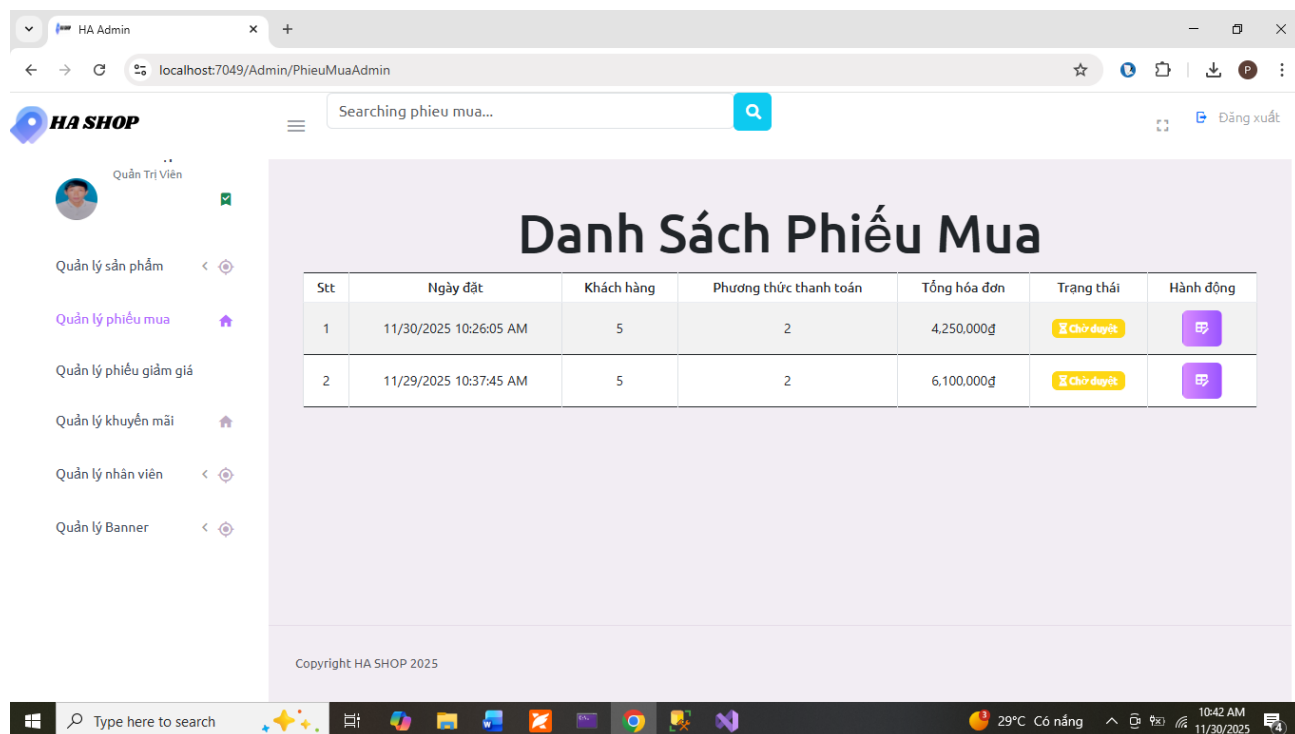 HA Admin
localhost:7049/Admin/PhieuMuaAdmin
P
HA SHOP
Searching phieu mua...
Đăng xuất
Quản Trị Viên
Quản lý sản phẩm
Quản lý phiếu mua
Quản lý phiếu giảm giá
Quản lý khuyến mãi
Quản lý nhân viên
Quản lý Banner
Danh Sách Phiếu Mua
Stt Ngày đặt Khách hàng Phương thức thanh toán Tổng hóa đơn Trạng thái Hành động
1 11/30/2025 10:26:05 AM 5 2 4,250,000₫ Chờ duyệt
2 11/29/2025 10:37:45 AM 5 2 6,100,000₫ Chờ duyệt
Copyright HA SHOP 2025
Type here to search
3
29°C Có nắng
10:42 AM
11/30/2025
4